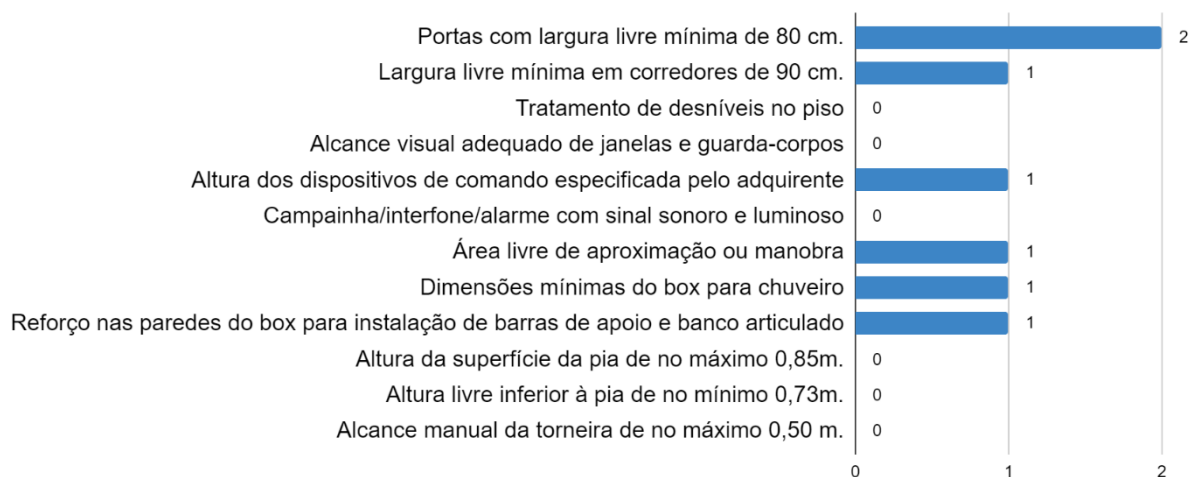 Portas com largura livre mínima de 80 cm. 2
Largura livre mínima em corredores de 90 cm. 1
Tratamento de desníveis no piso 0
Alcance visual adequado de janelas e guarda-corpos 0
Altura dos dispositivos de comando especificada pelo adquirente 1
Campainha/interfone/alarme com sinal sonoro e luminoso 0
Área livre de aproximação ou manobra 1
Dimensões mínimas do box para chuveiro 1
Reforço nas paredes do box para instalação de barras de apoio e banco articulado 1
Altura da superfície da pia de no máximo 0,85m. 0
Altura livre inferior à pia de no mínimo 0,73m. 0
Alcance manual da torneira de no máximo 0,50 m. 0
0 1 2